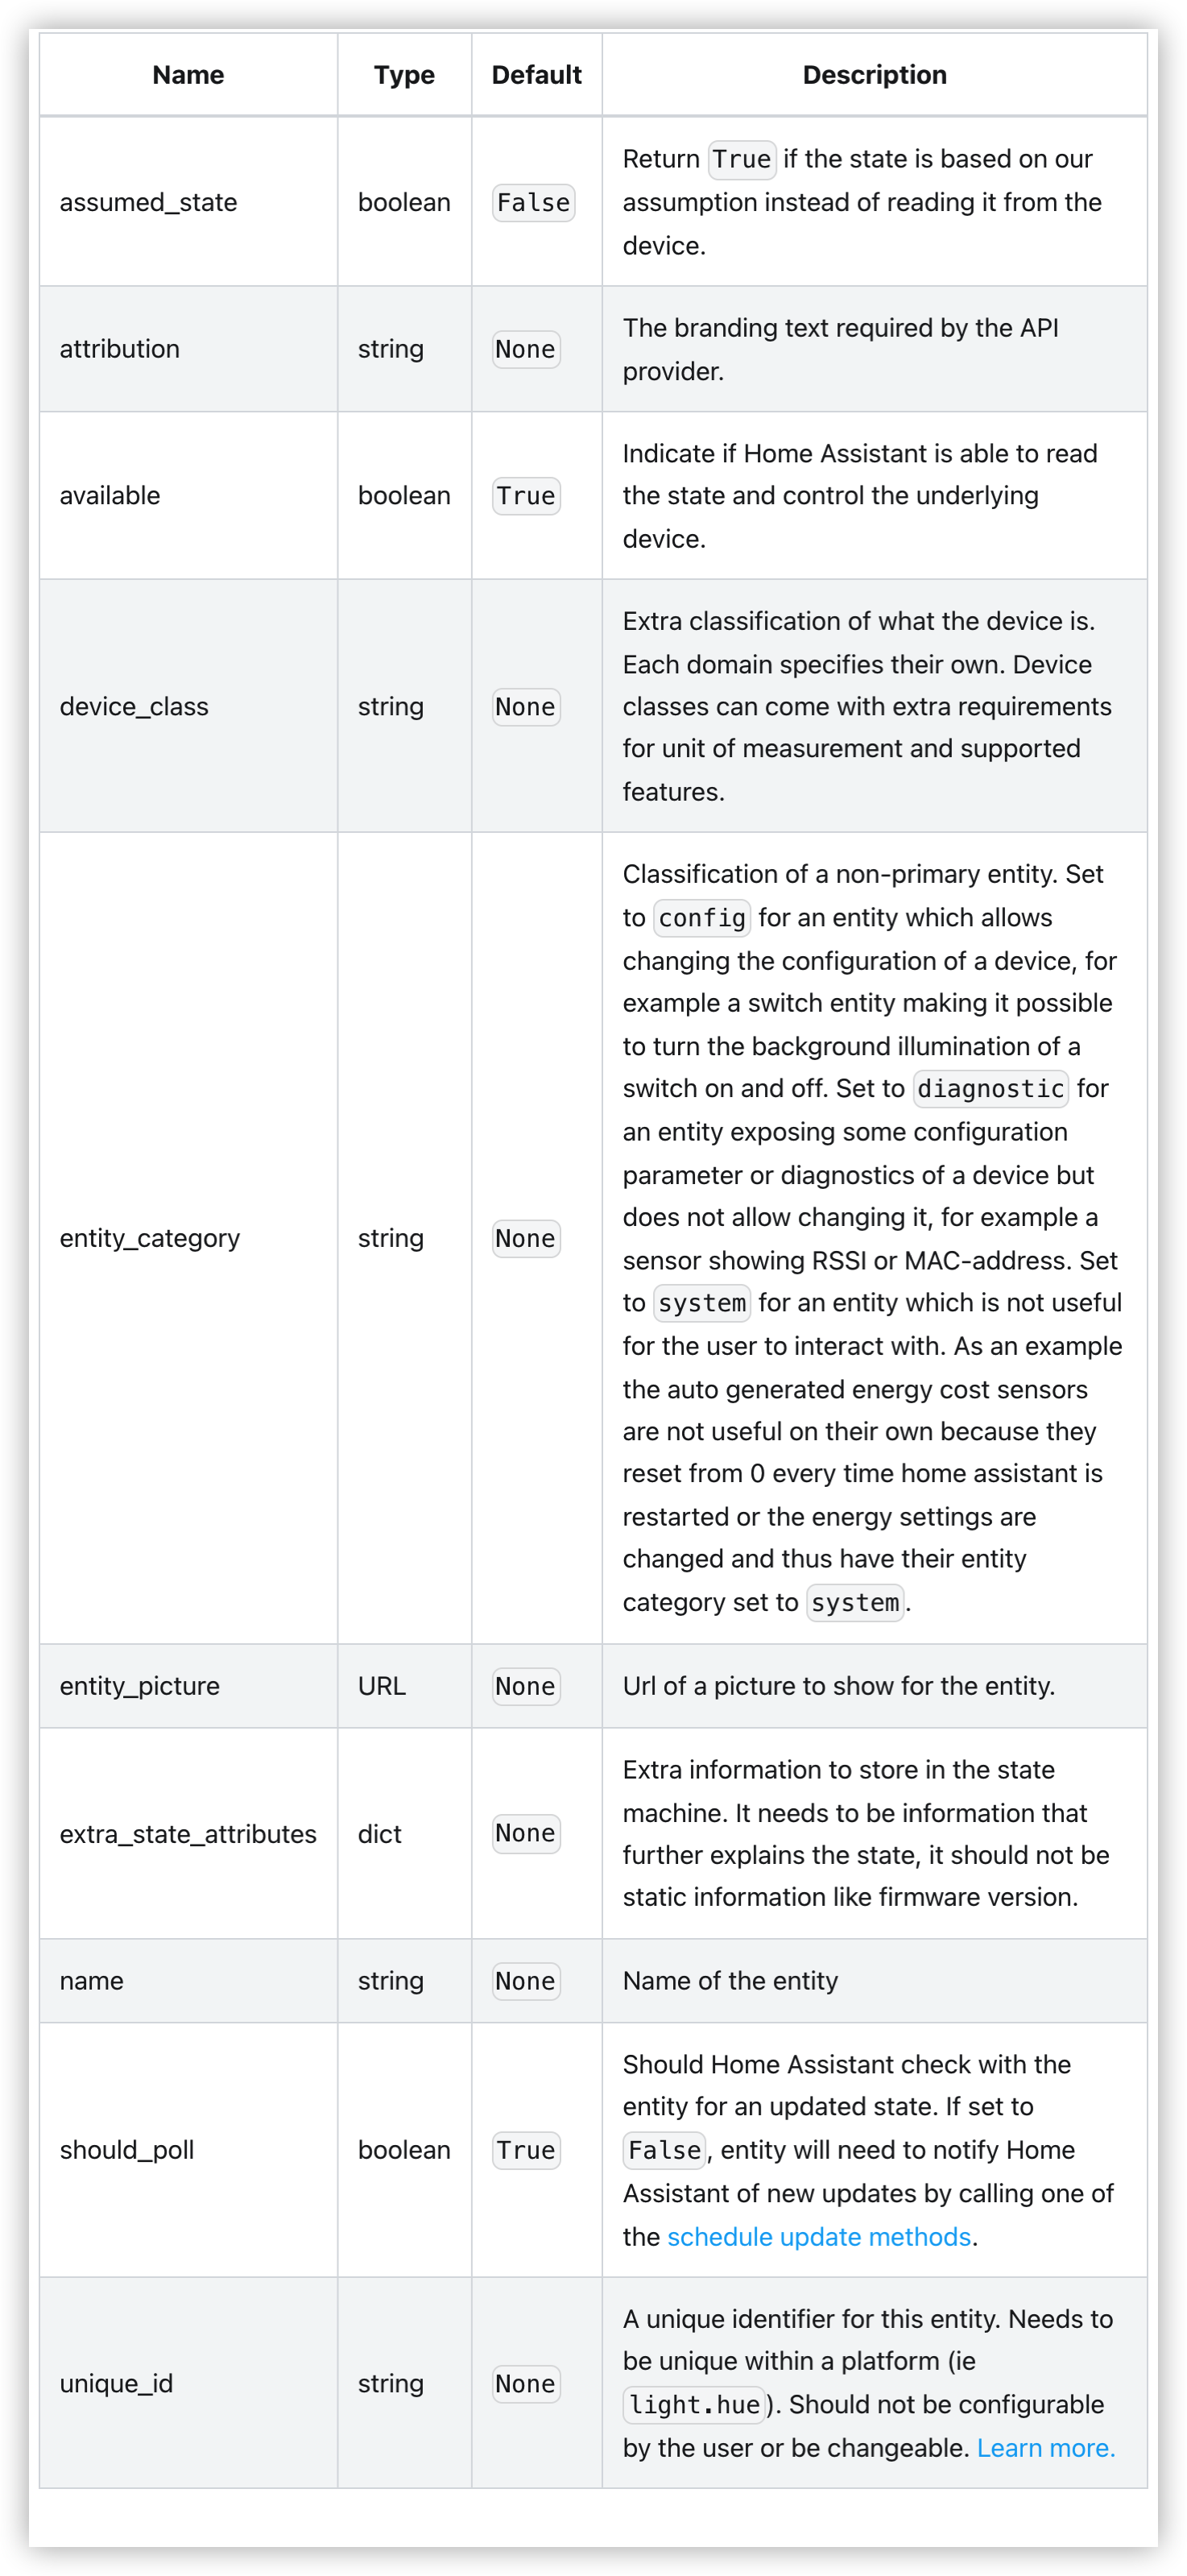 Name Type Default Description
Return True if the state is based on our
assumed_state boolean False assumption instead of reading it from the
device.
attribution string None The branding text required by the API
provider.
Indicate if Home Assistant is able to read
available boolean True the state and control the underlying
device.
Extra classification of what the device is.
Each domain specifies their own. Device
device_class string None classes can come with extra requirements
for unit of measurement and supported
features.
Classification of a non-primary entity. Set
to config for an entity which allows
changing the configuration of a device, for
example a switch entity making it possible
to turn the background illumination of a
switch on and off. Set to diagnostic for
an entity exposing some configuration
parameter or diagnostics of a device but
does not allow changing it, for example a
entity_category string None
sensor showing RSSI or MAC-address. Set
to system for an entity which is not useful
for the user to interact with. As an example
the auto generated energy cost sensors
are not useful on their own because they
reset from 0 every time home assistant is
restarted or the energy settings are
changed and thus have their entity
category set to system.
entity_picture URL None Url of a picture to show for the entity.
Extra information to store in the state
machine. It needs to be information that
extra_state_attributes dict None
further explains the state, it should not be
static information like firmware version.
name string None Name of the entity
Should Home Assistant check with the
entity for an updated state. If set to
should_poll boolean True False, entity will need to notify Home
Assistant of new updates by calling one of
the schedule update methods.
A unique identifier for this entity. Needs to
be unique within a platform (ie
unique_id string None
light.hue). Should not be configurable
by the user or be changeable. Learn more.